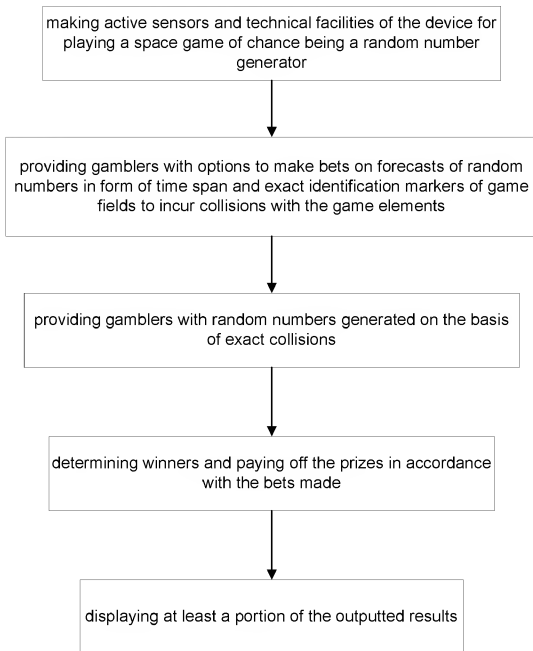 making active sensors and technical facilities of the device for
playing a space game of chance being a random number
generator
providing gamblers with options to make bets on forecasts of random
numbers in form of time span and exact identification markers of game
fields to incur collisions with the game elements
providing gamblers with random numbers generated on the basis
of exact collisions
determining winners and paying off the prizes in accordance
with the bets made
displaying at least a portion of the outputted results